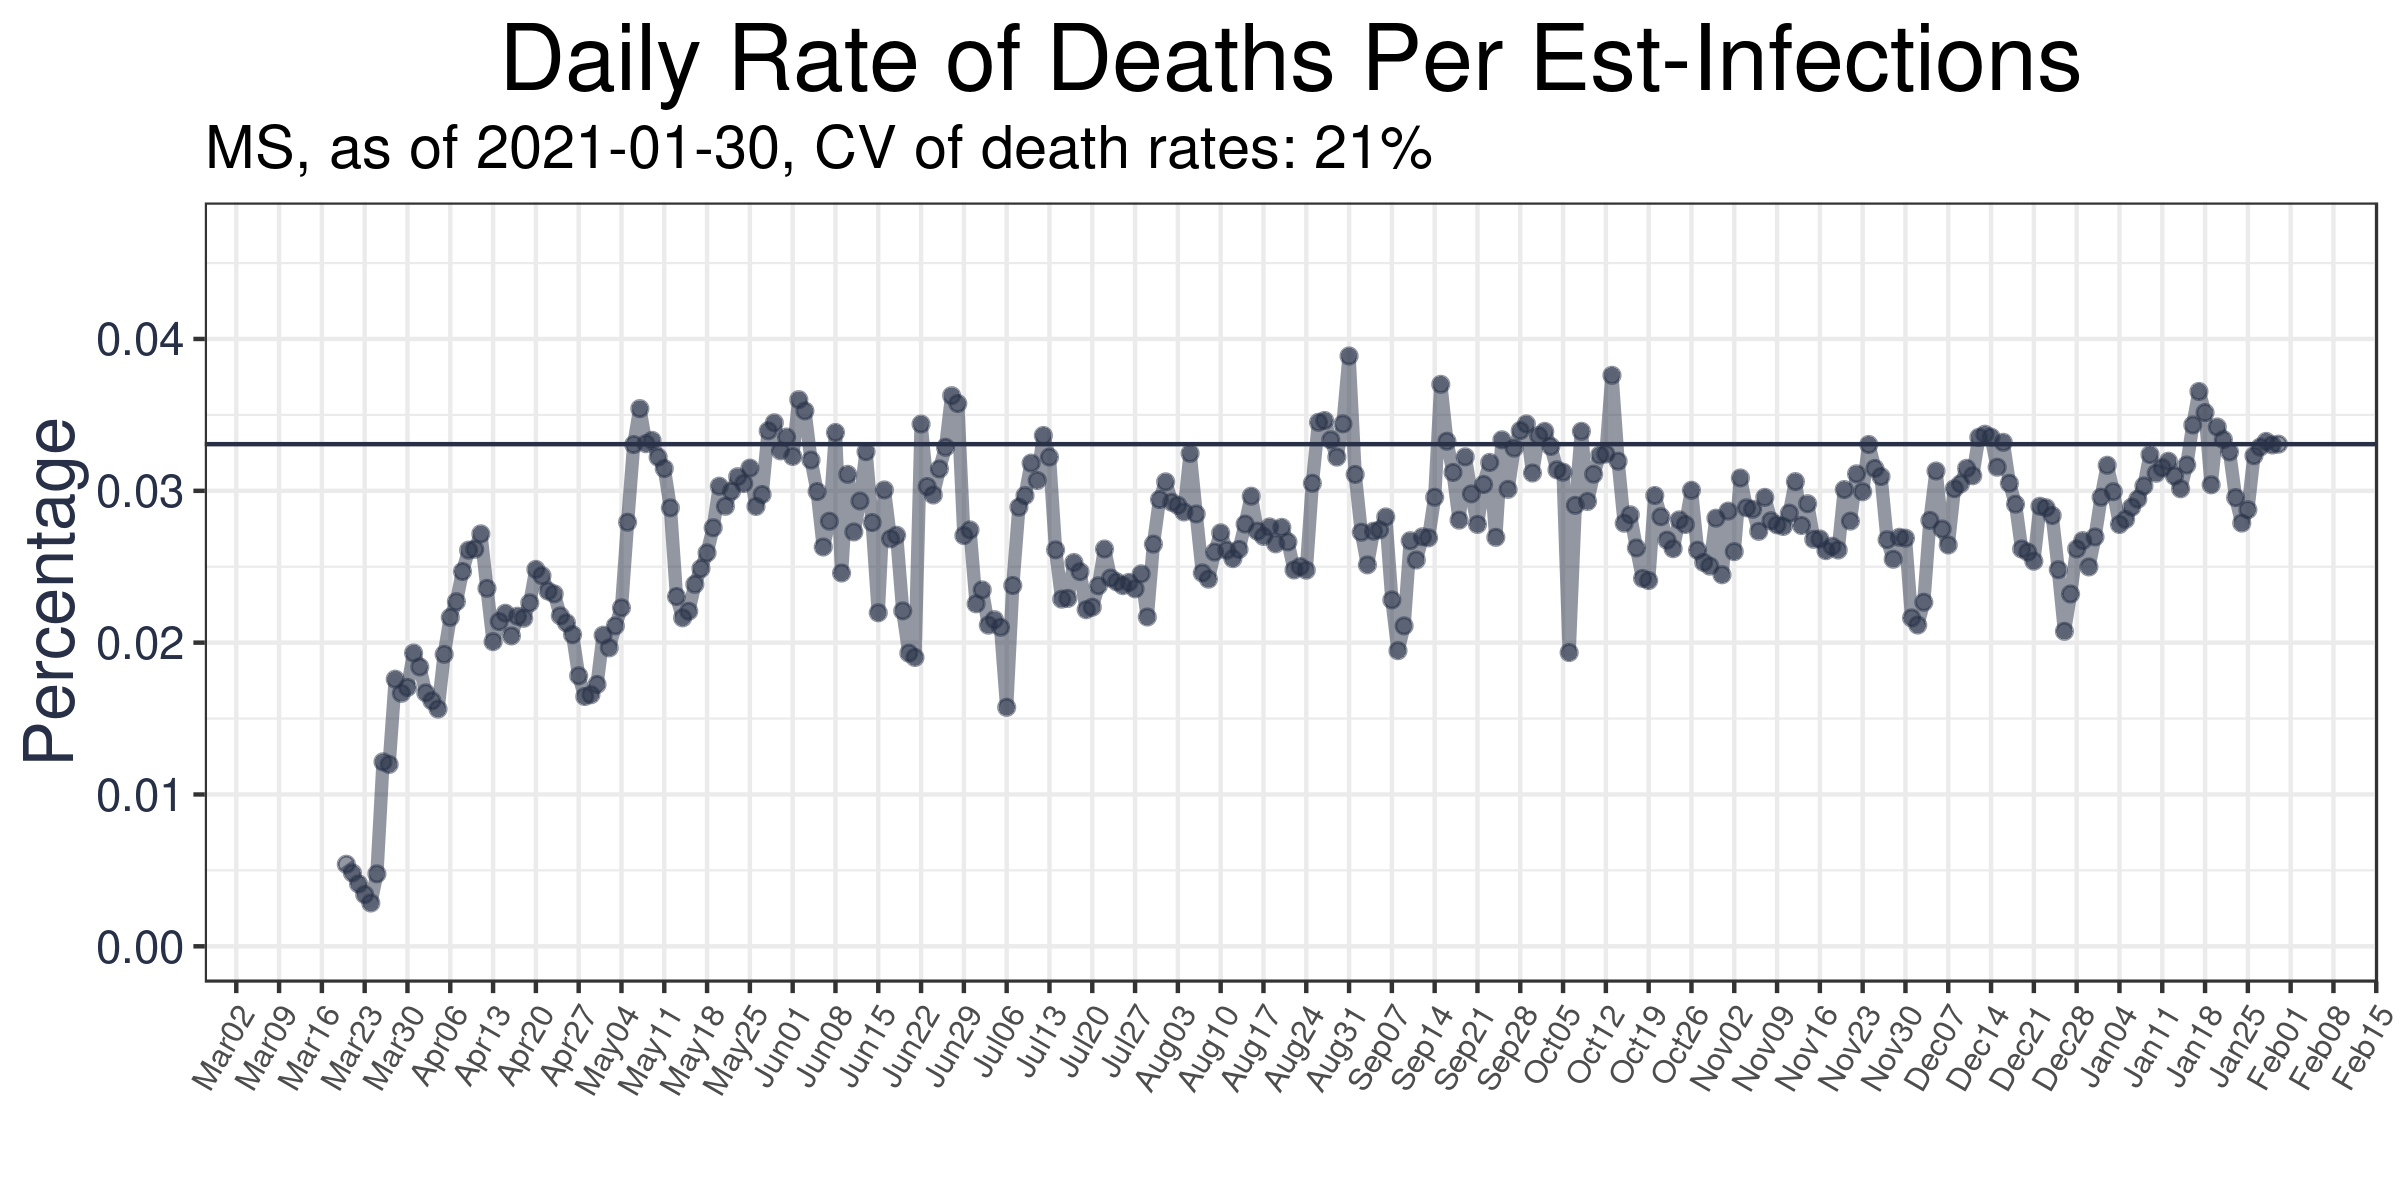 Daily Rate of Deaths Per Est-Infections
MS, as of 2021-01-30, CV of death rates: 21%
Percentage
0.04
0.03
0.02
0.01
0.00
Mar02
Mar09
Mar16
Mar23
Mar30
Apr06
Apr13
Apr20
Apr27
May04
May11
May18
May25
Jun01
Jun08
Jun15
Jun22
Jun29
Jul06
Jul13
Jul20
Jul27
Aug03
Aug10
Aug17
Aug24
Aug31
Sep07
Sep14
Sep21
Sep28
Oct05
Oct12
Oct19
Oct26
Nov02
Nov09
Nov16
Nov23
Nov30
Dec07
Dec14
Dec21
Dec28
Jan04
Jan11
Jan18
Jan25
Feb01
Feb08
Feb15